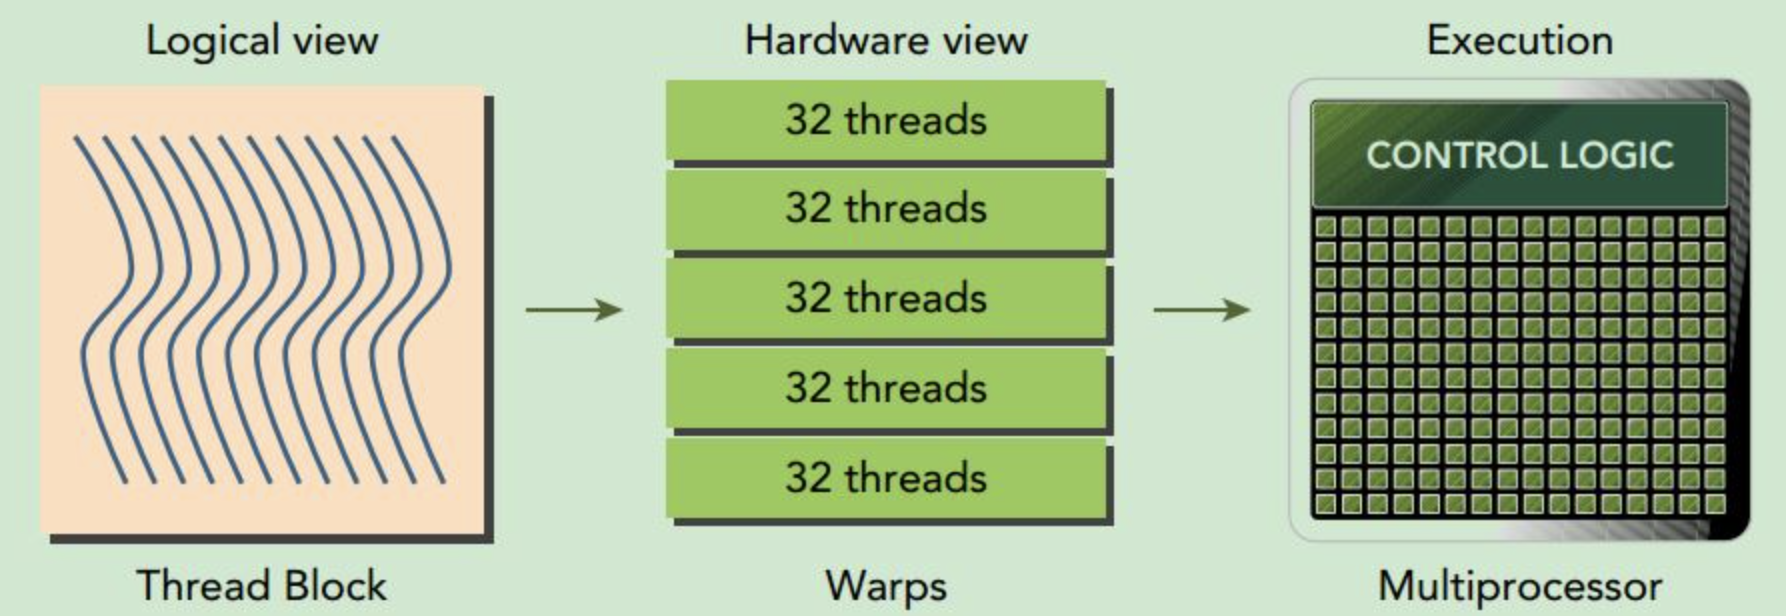 Logical view
Hardware view
Execution
32 threads
32 threads
32 threads
32 threads
32 threads
CONTROL LOGIC
Thread Block
Warps
Multiprocessor